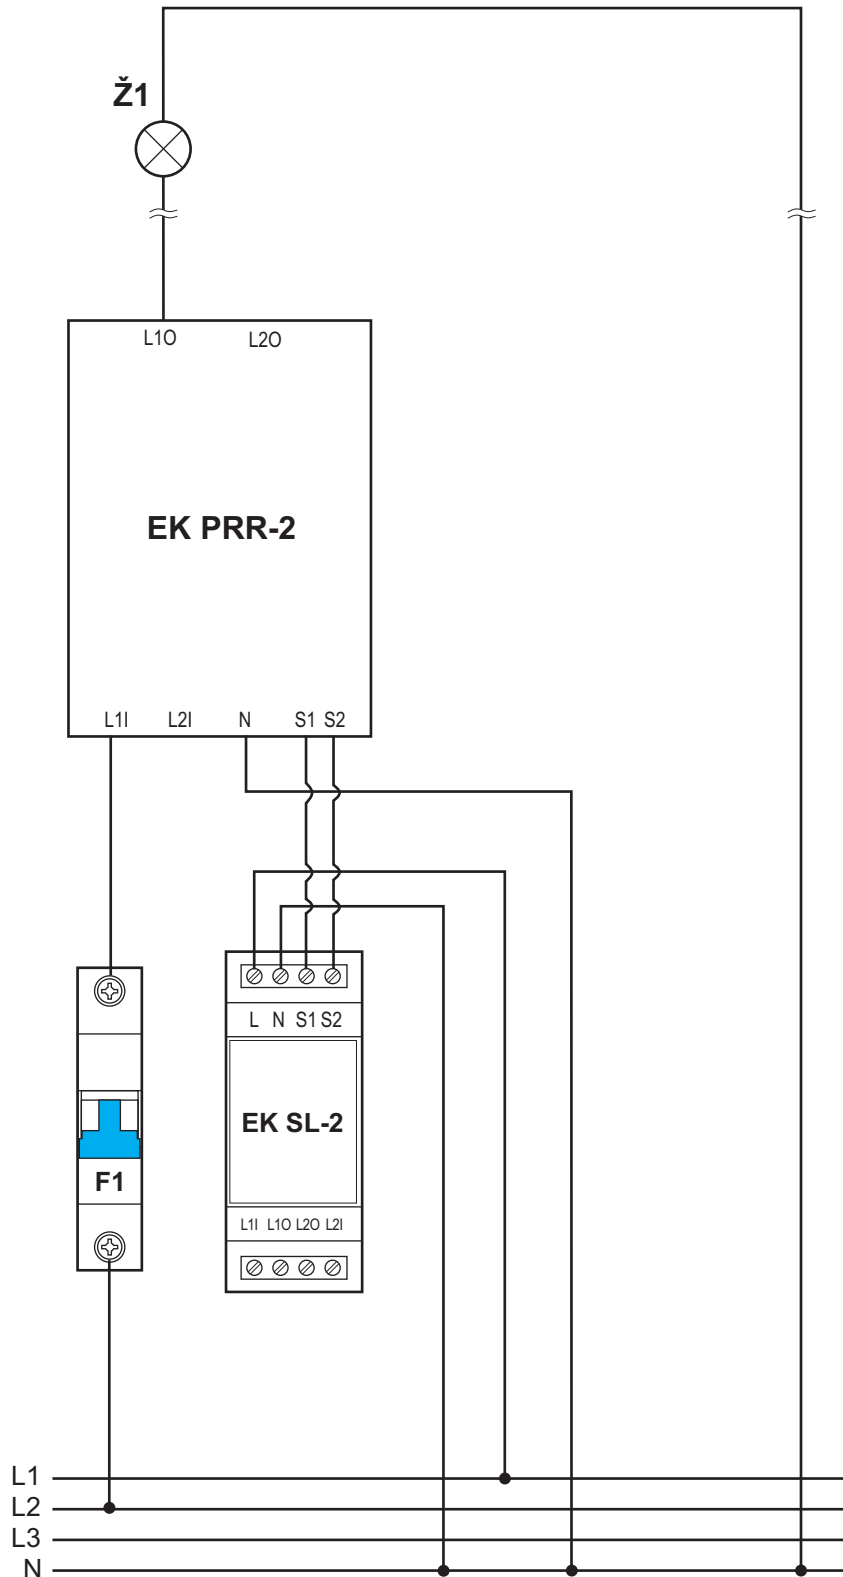 Ž1
L1O L2O
EK PRR-2
L1I L2I N S1 S2
L N S1 S2
EK SL-2
F1
L1I L1O L2O L2I
L1
L2
L3
N